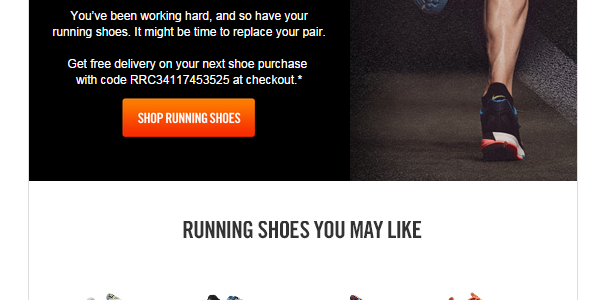 You've been working hard, and so have your
running shoes. It might be time to replace your pair.
Get free delivery on your next shoe purchase
with code RRC34117453525 at checkout.*
SHOP RUNNING SHOES
RUNNING SHOES YOU MAY LIKE